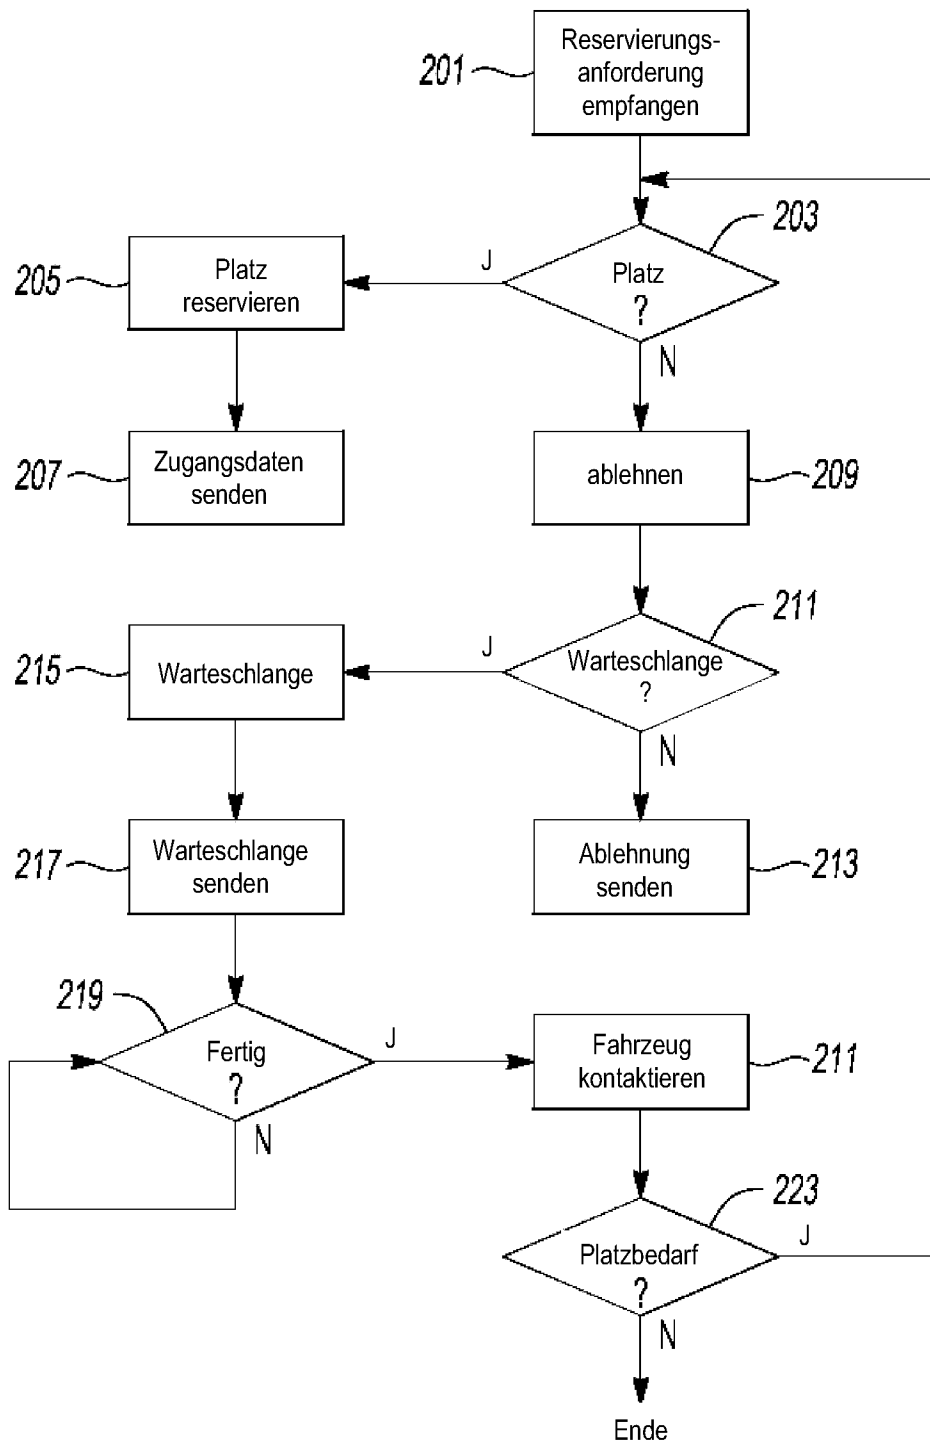 201
Reservierungs-
anforderung
empfangen
203
205
Platz
reservieren
J
Platz
?
N
207
Zugangsdaten
senden
ablehnen
209
211
215
Warteschlange
J
Warteschlange
?
N
217
Warteschlange
senden
Ablehnung
senden
213
219
Fertig
?
J
N
Fahrzeug
kontaktieren
211
223
Platzbedarf
?
J
N
Ende